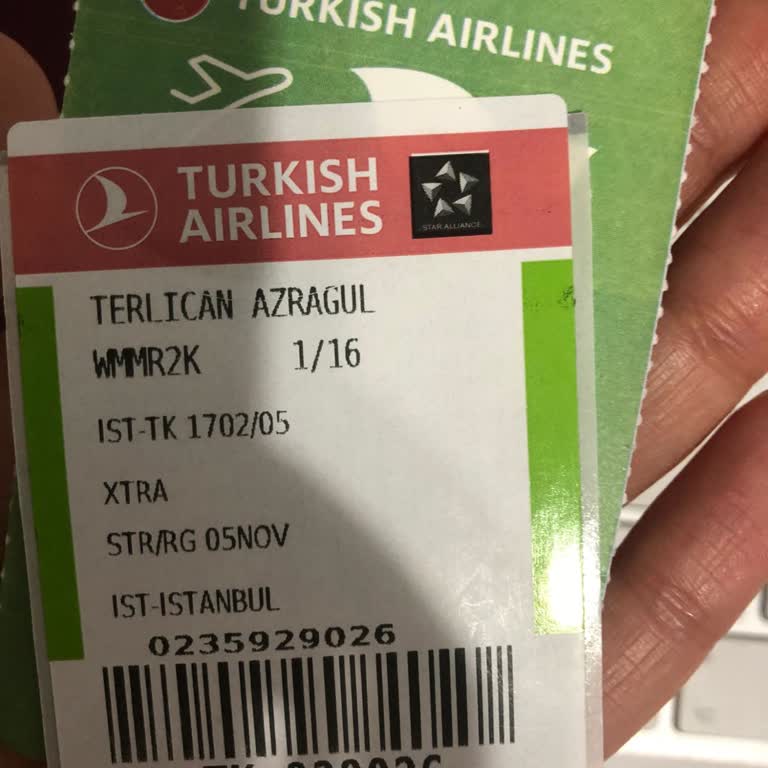 TURKISH AIRLINES
TURKISH
AIRLINES
STAR ALLIANCE
TERLICAN AZRAGUL
WMMR2K 1/16
IST-TK 1702/05
XTRA
STR/RG 05NOV
IST-ISTANBUL
0235929026